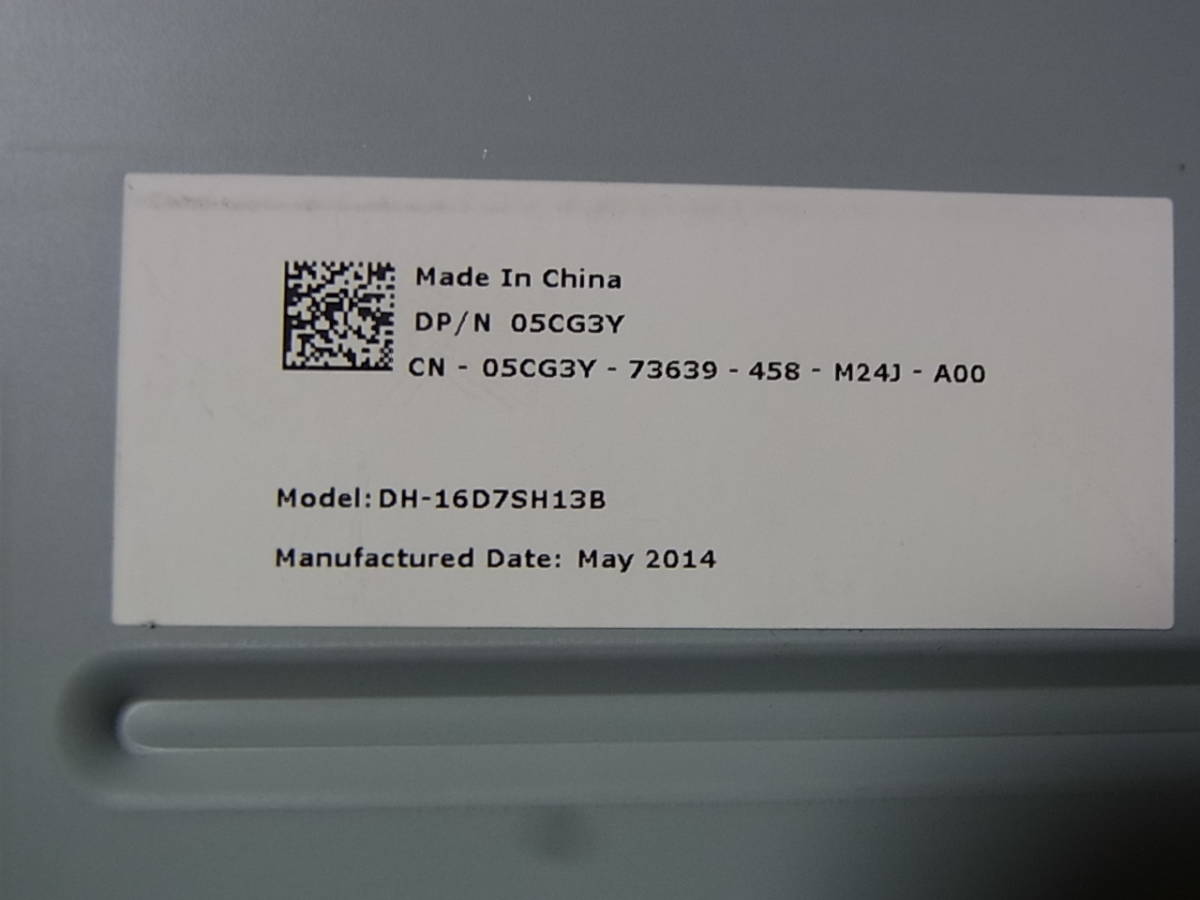 Made In China
DP/N 05CG3Y
CN - 05CG3Y - 73639 - 458 - M24J - A00
Model: DH-16D7SH13B
Manufactured Date: May 2014